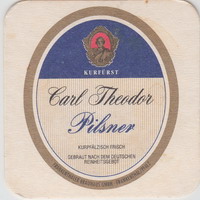 KURFÜRST
Carl Theodor
Pilsner
KURPFÄLZISCH FRISCH
GEBRAUT NACH DEM DEUTSCHEN
REINHEITSGEBOT